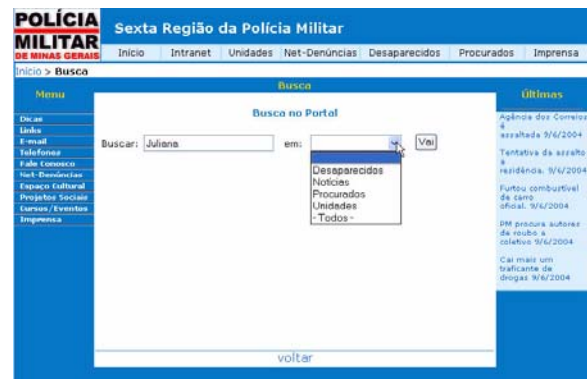 POLÍCIA
MILITAR
DE MINAS GERAIS
Sexta Região da Polícia Militar
Início Intranet Unidades Net-Denúncias Desaparecidos Procurados Imprensa
Início > Busca
Menu
Dicas
Links
E-mail
Telefones
Fale Conosco
Net-Denúncias
Espaço Cultural
Projetos Sociais
Cursos/Eventos
Imprensa
Busca
Busca no Portal
Buscar: Juliana em: Vai
Desaparecidos
Notícias
Procurados
Unidades
- Todos -
voltar
Últimas
Agência dos Correios
é
assaltada 9/6/2004
Tentativa de assalto
a
residência. 9/6/2004
Furtou combustível
de carro
oficial. 9/6/2004
PM procura autores
de roubo a
coletivo 9/6/2004
Cai mais um
traficante de
drogas 9/6/2004